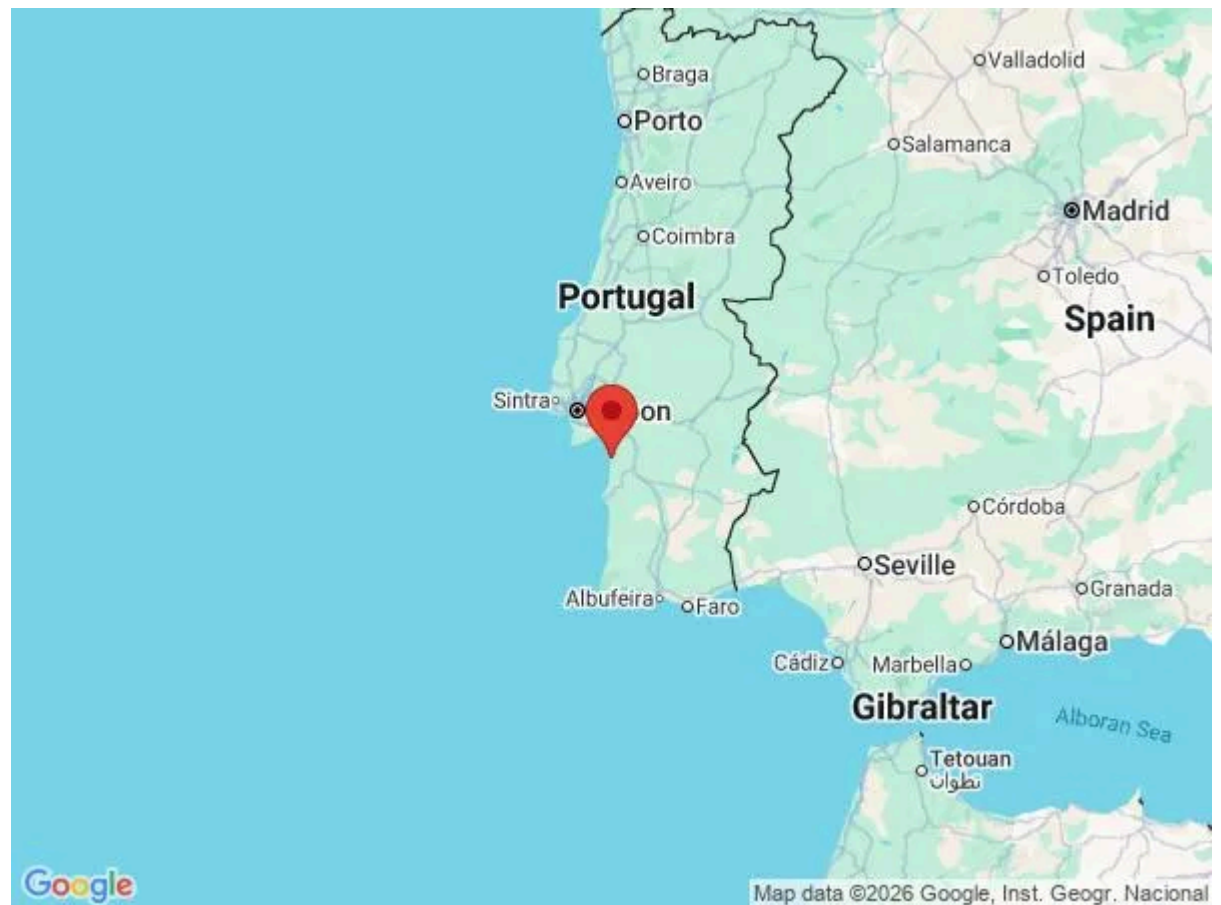 Braga
Valladolid
Porto
Salamanca
Aveiro
Madrid
Coimbra
Toledo
Portugal
Spain
Sintra
on
Córdoba
Seville
Granada
Albufeira
Faro
Málaga
Cádiz
Marbella
Gibraltar
Alboran Sea
Tetouan
تطوان
Google
Map data ©2026 Google, Inst. Geogr. Nacional